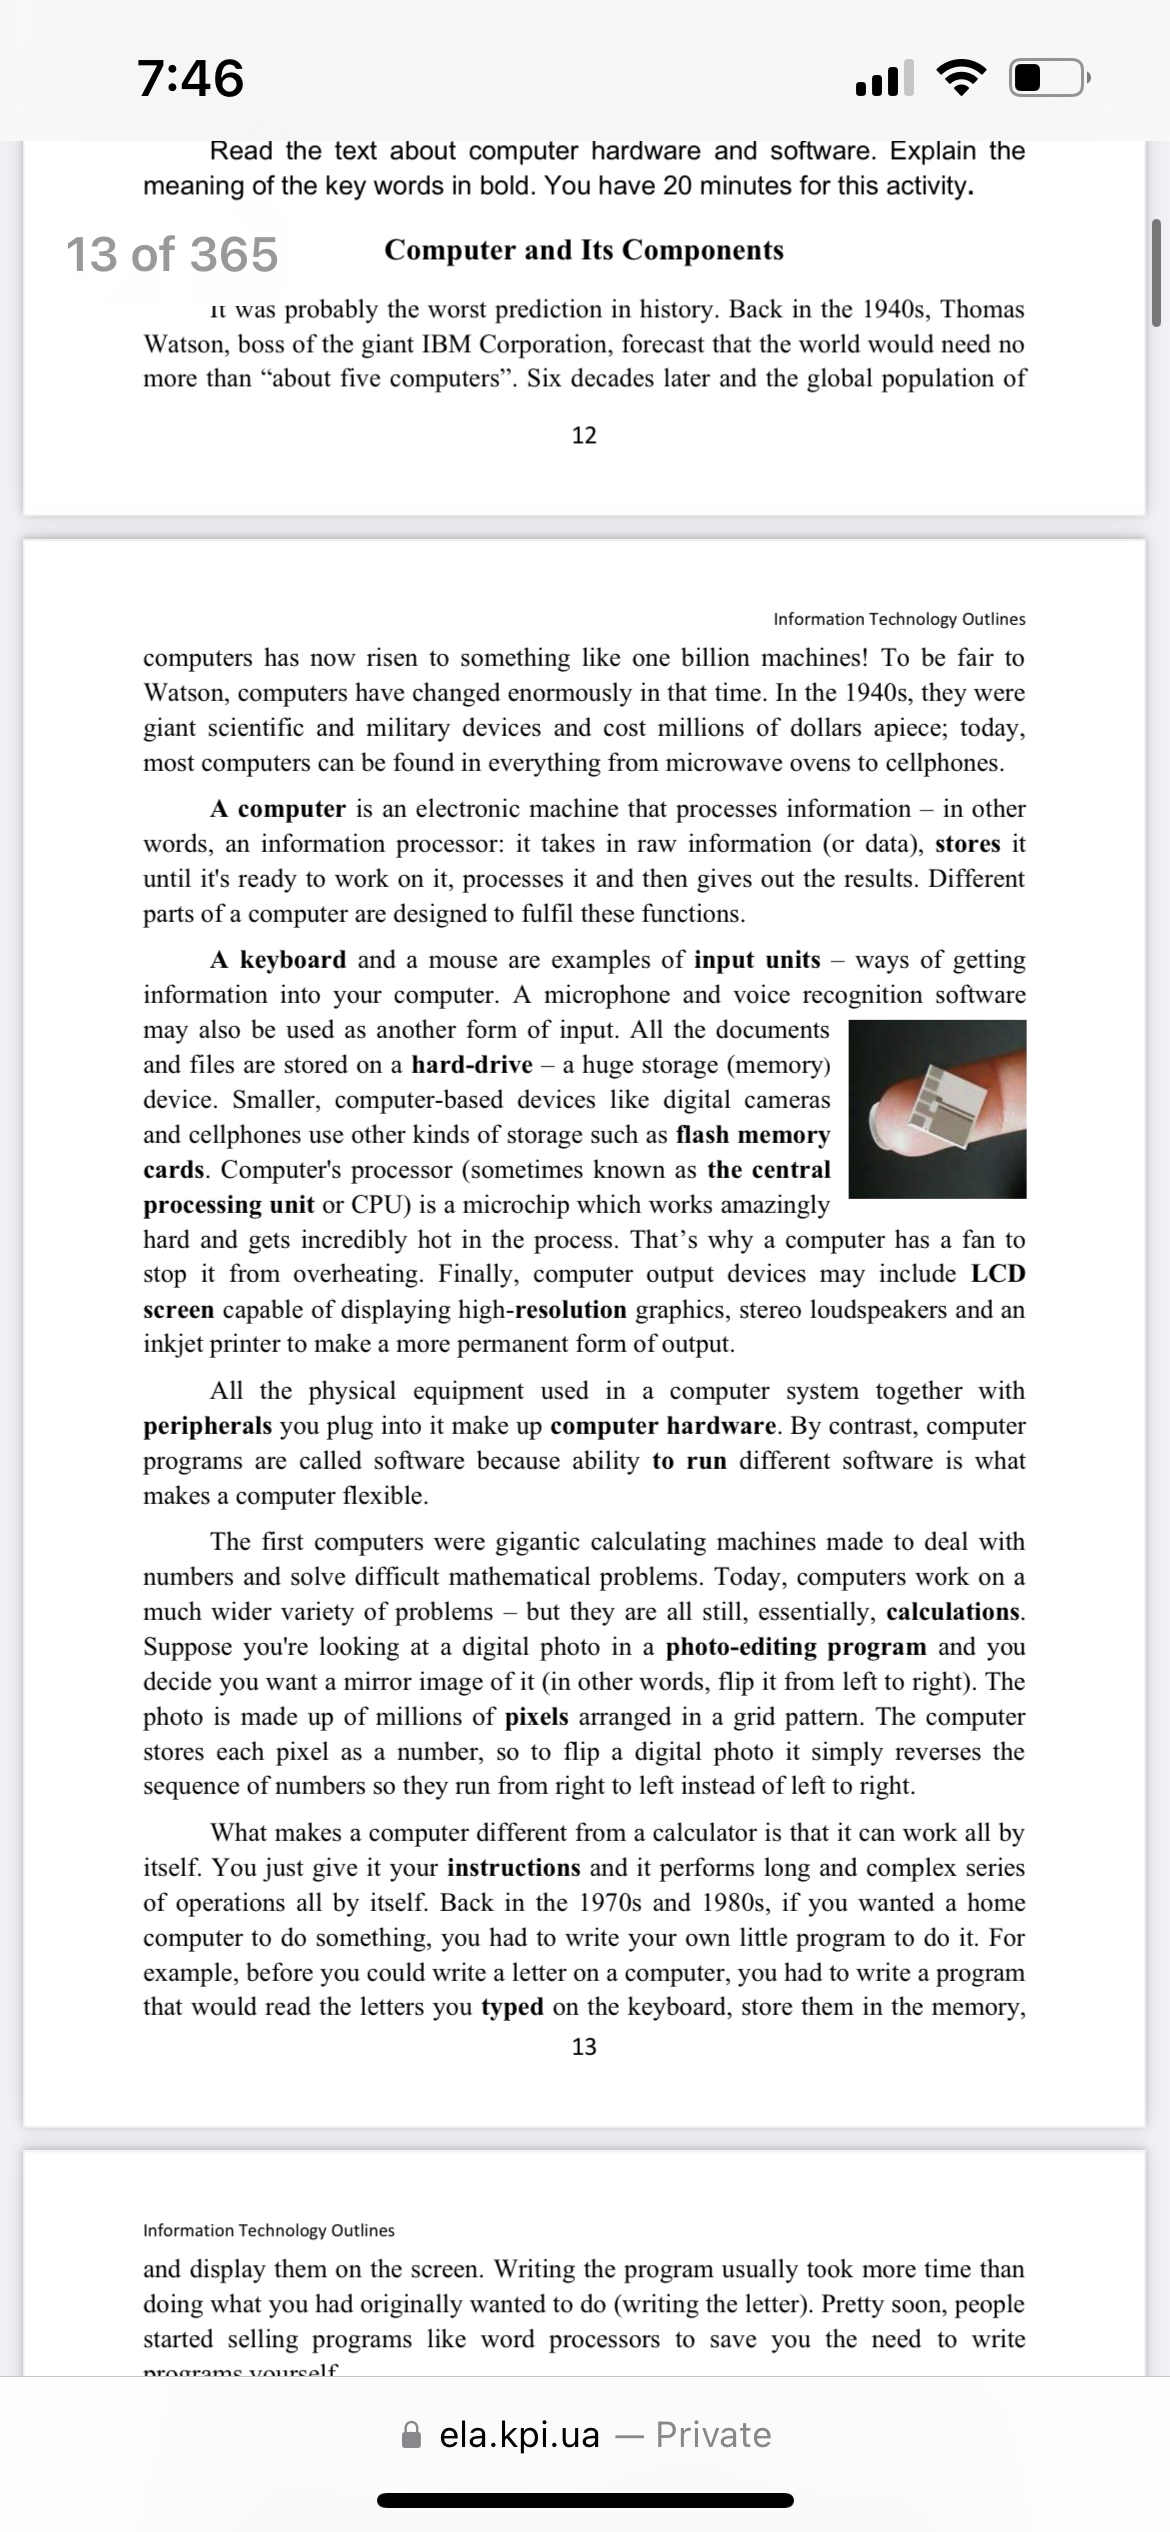 7:46
Read the text about computer hardware and software. Explain the
meaning of the key words in bold. You have 20 minutes for this activity.
13 of 365
Computer and Its Components
It was probably the worst prediction in history. Back in the 1940s, Thomas
Watson, boss of the giant IBM Corporation, forecast that the world would need no
more than “about five computers”. Six decades later and the global population of
12
Information Technology Outlines
computers has now risen to something like one billion machines! To be fair to
Watson, computers have changed enormously in that time. In the 1940s, they were
giant scientific and military devices and cost millions of dollars apiece; today,
most computers can be found in everything from microwave ovens to cellphones.
A computer is an electronic machine that processes information – in other
words, an information processor: it takes in raw information (or data), stores it
until it's ready to work on it, processes it and then gives out the results. Different
parts of a computer are designed to fulfil these functions.
A keyboard and a mouse are examples of input units – ways of getting
information into your computer. A microphone and voice recognition software
may also be used as another form of input. All the documents
and files are stored on a hard-drive – a huge storage (memory)
device. Smaller, computer-based devices like digital cameras
and cellphones use other kinds of storage such as flash memory
cards. Computer's processor (sometimes known as the central
processing unit or CPU) is a microchip which works amazingly
hard and gets incredibly hot in the process. That’s why a computer has a fan to
stop it from overheating. Finally, computer output devices may include LCD
screen capable of displaying high-resolution graphics, stereo loudspeakers and an
inkjet printer to make a more permanent form of output.
All the physical equipment used in a computer system together with
peripherals you plug into it make up computer hardware. By contrast, computer
programs are called software because ability to run different software is what
makes a computer flexible.
The first computers were gigantic calculating machines made to deal with
numbers and solve difficult mathematical problems. Today, computers work on a
much wider variety of problems – but they are all still, essentially, calculations.
Suppose you're looking at a digital photo in a photo-editing program and you
decide you want a mirror image of it (in other words, flip it from left to right). The
photo is made up of millions of pixels arranged in a grid pattern. The computer
stores each pixel as a number, so to flip a digital photo it simply reverses the
sequence of numbers so they run from right to left instead of left to right.
What makes a computer different from a calculator is that it can work all by
itself. You just give it your instructions and it performs long and complex series
of operations all by itself. Back in the 1970s and 1980s, if you wanted a home
computer to do something, you had to write your own little program to do it. For
example, before you could write a letter on a computer, you had to write a program
that would read the letters you typed on the keyboard, store them in the memory,
13
Information Technology Outlines
and display them on the screen. Writing the program usually took more time than
doing what you had originally wanted to do (writing the letter). Pretty soon, people
started selling programs like word processors to save you the need to write
programs yourself
ela.kpi.ua — Private